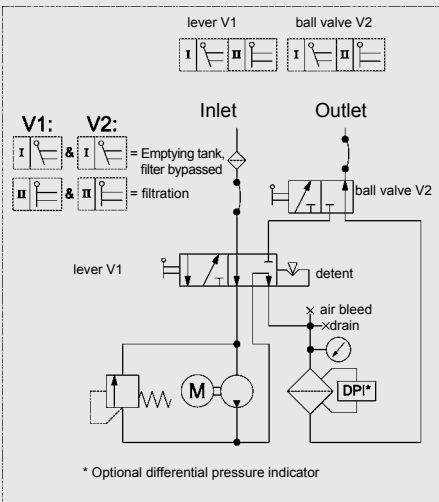 lever V1 ball valve V2
I II I II
Inlet Outlet
V1: V2:
I & I = Emptying tank,
filter bypassed
II & II = filtration
ball valve V2
lever V1
detent
air bleed
drain
M
DPI*
* Optional differential pressure indicator